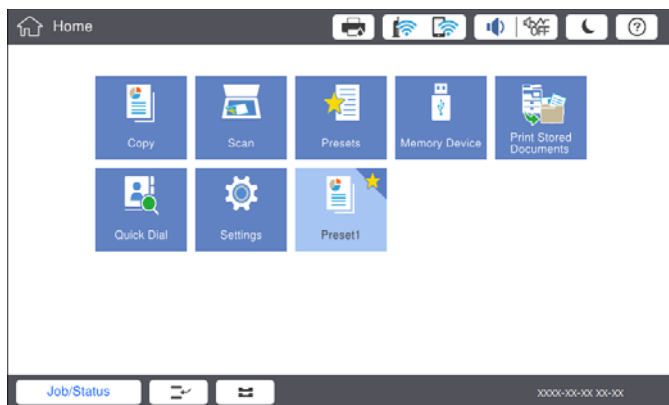 Home
OFF
?
Copy
Scan
Presets
Memory Device
Print Stored
Documents
Quick Dial
Settings
Preset1
Job/Status
xxxx-xx-xx xx-xx